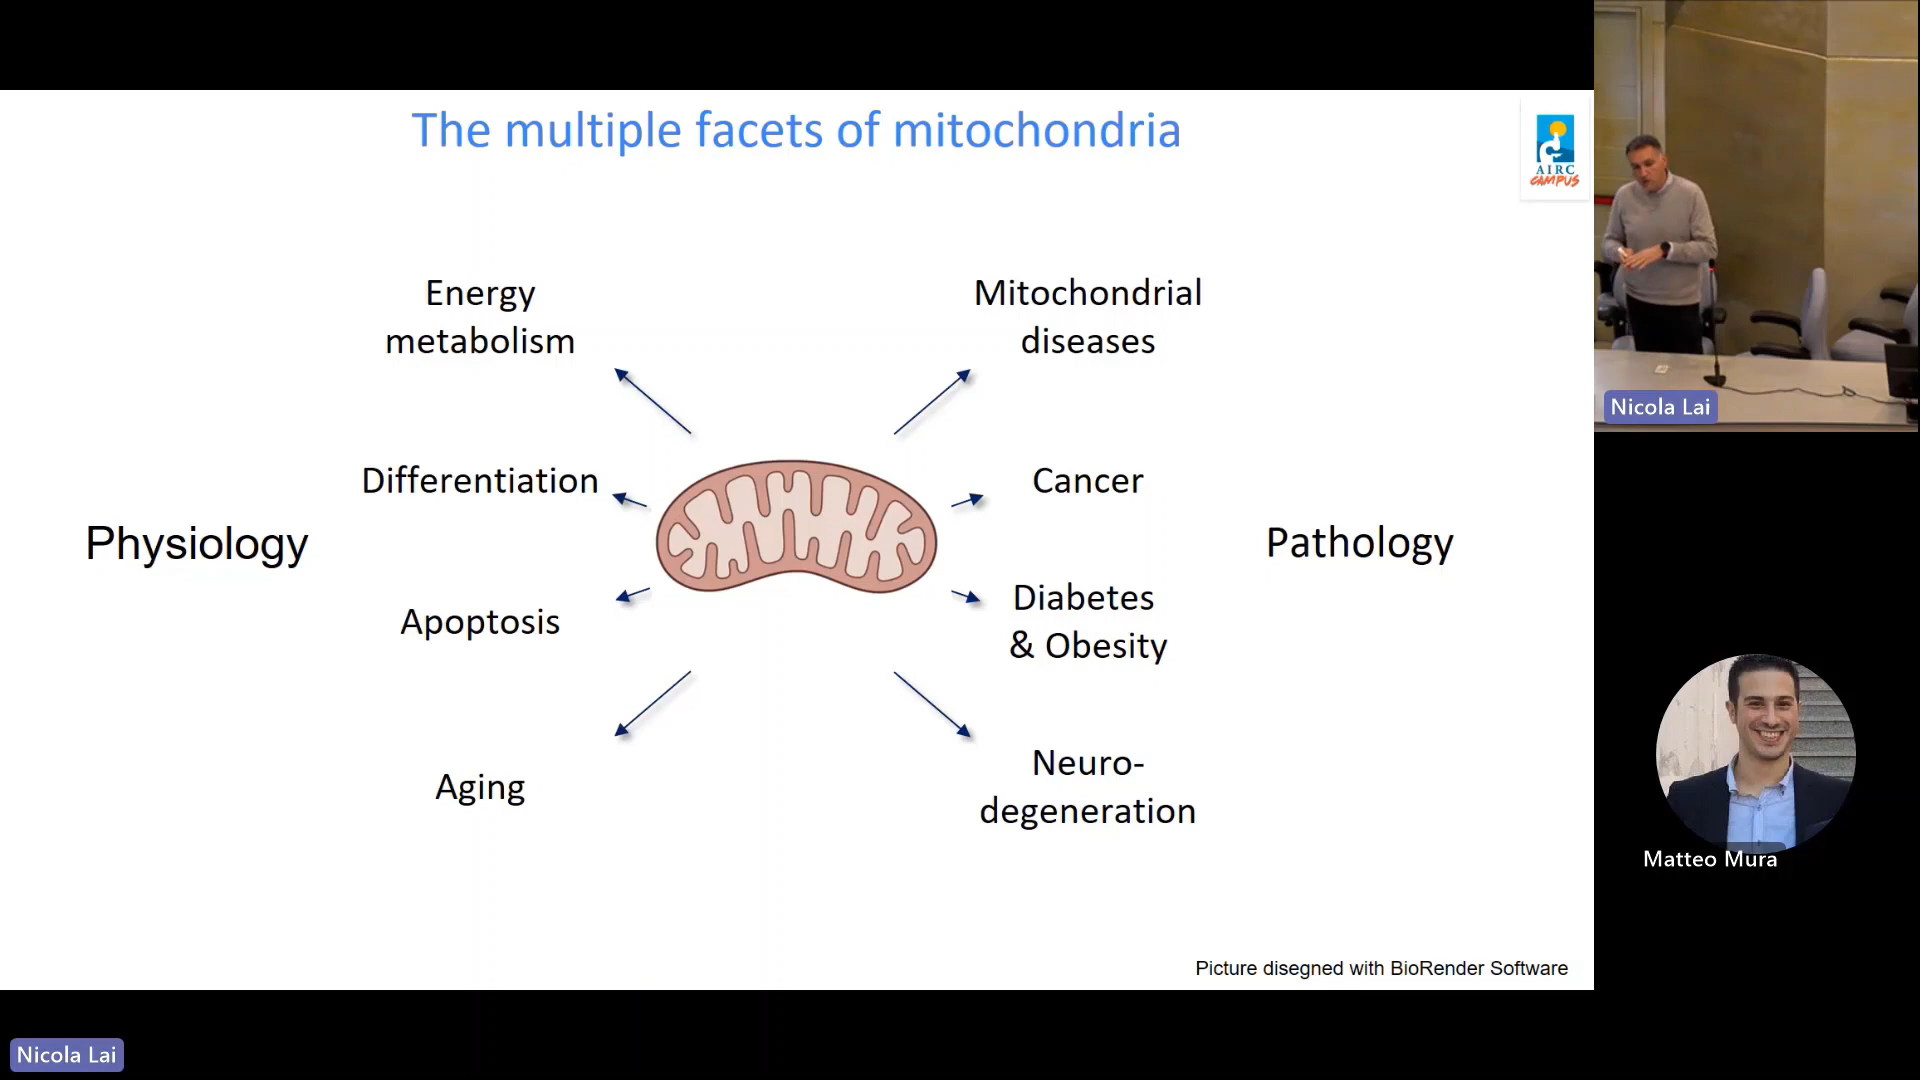 The multiple facets of mitochondria
AIRC
CAMPUS
Energy
metabolism
Mitochondrial
diseases
Differentiation
Cancer
Physiology
Pathology
Apoptosis
Diabetes
& Obesity
Aging
Neuro-
degeneration
Picture disegned with BioRender Software
Nicola Lai
Matteo Mura
Nicola Lai